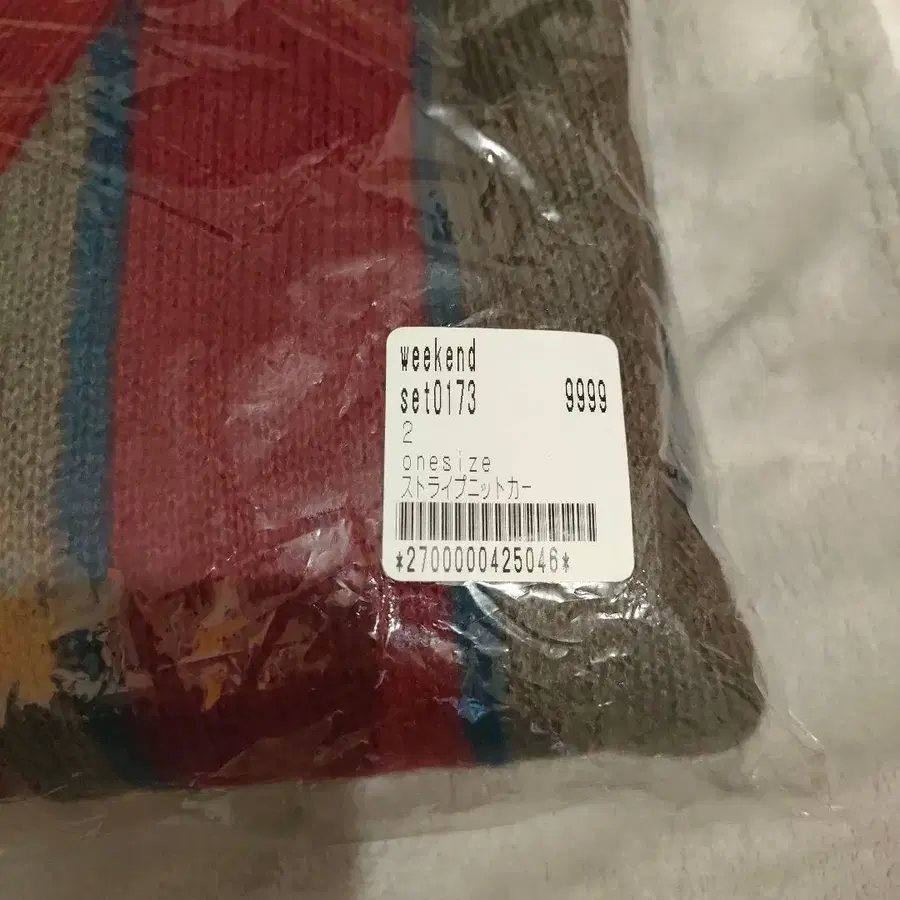 weekend
set0173 9999
2
onesize
ストライプニットカー
*2700000425046*